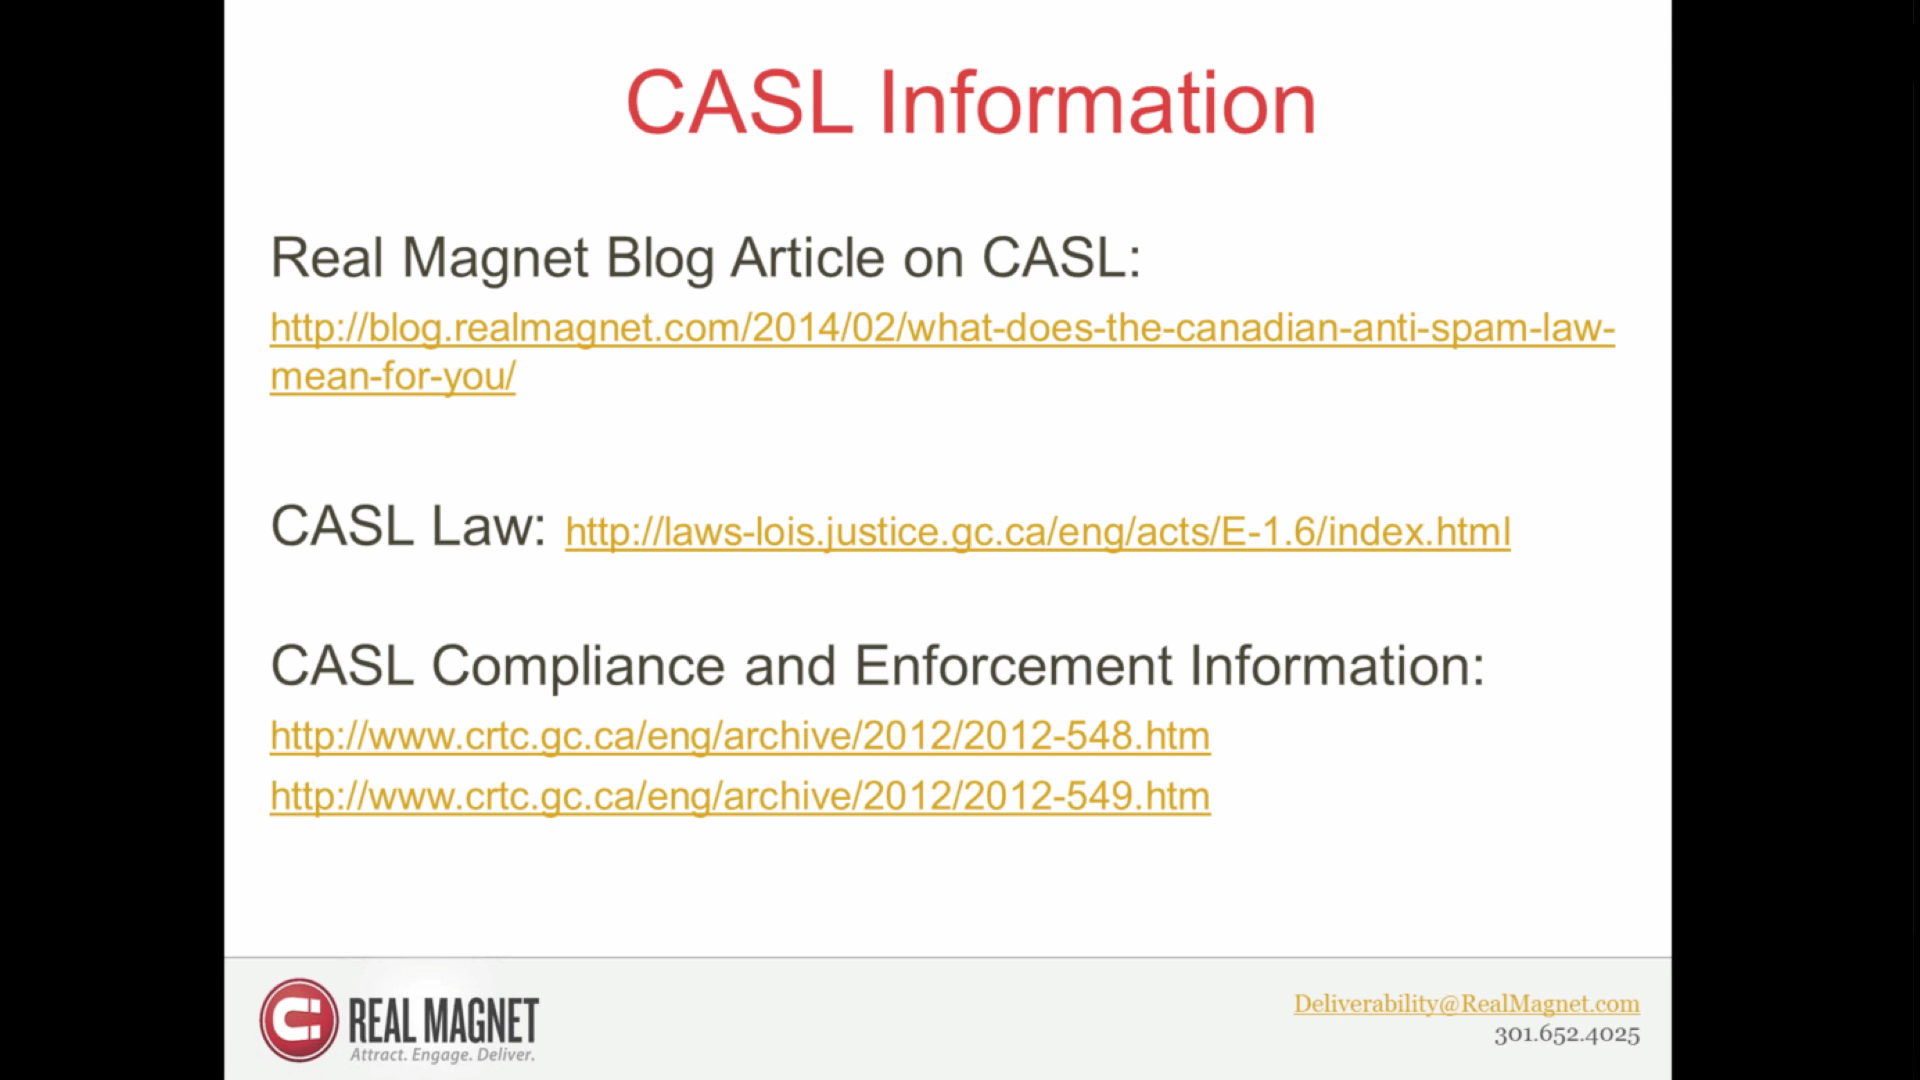 CASL Information
Real Magnet Blog Article on CASL:
http://blog.realmagnet.com/2014/02/what-does-the-canadian-anti-spam-law-
mean-for-you/
CASL Law: http://laws-lois.justice.gc.ca/eng/acts/E-1.6/index.html
CASL Compliance and Enforcement Information:
http://www.crtc.gc.ca/eng/archive/2012/2012-548.htm
http://www.crtc.gc.ca/eng/archive/2012/2012-549.htm
REAL MAGNET
Attract. Engage. Deliver.
Deliverability@RealMagnet.com
301.652.4025